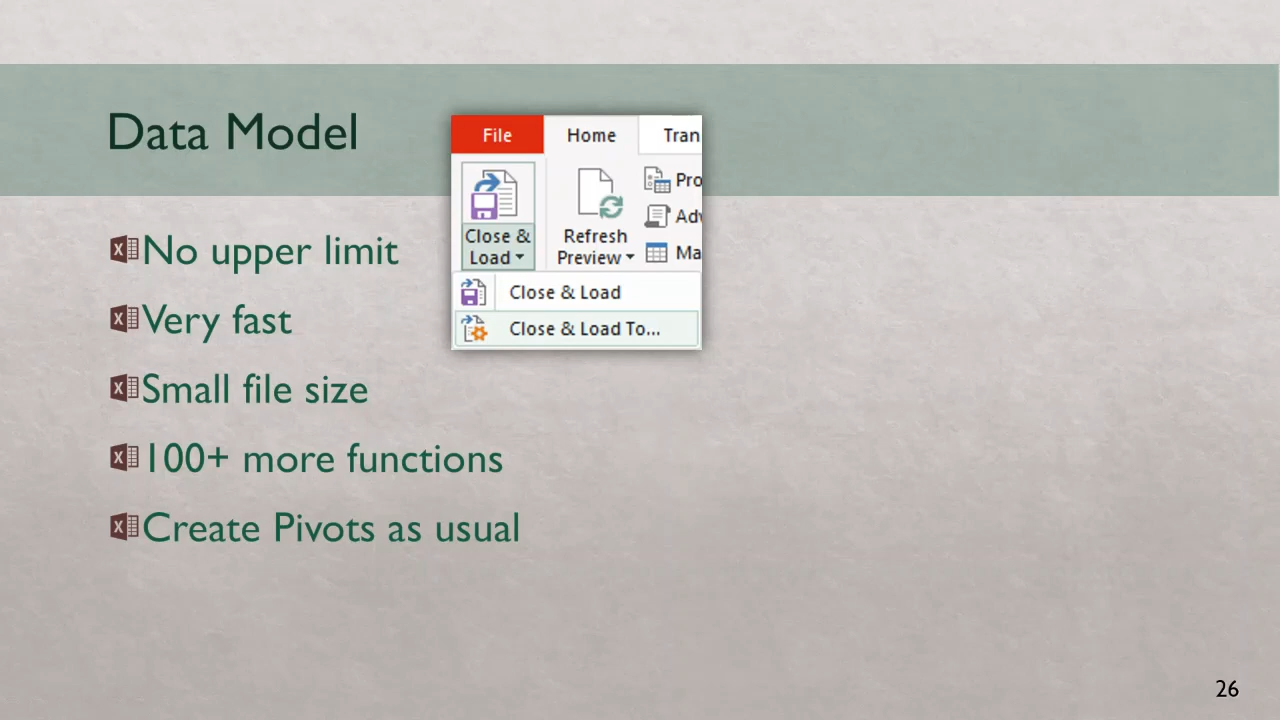 Data Model
No upper limit
Very fast
Small file size
100+ more functions
Create Pivots as usual
File Home Tran
Close &
Load
Refresh
Preview
Pro
Adv
Ma
Close & Load
Close & Load To...
26